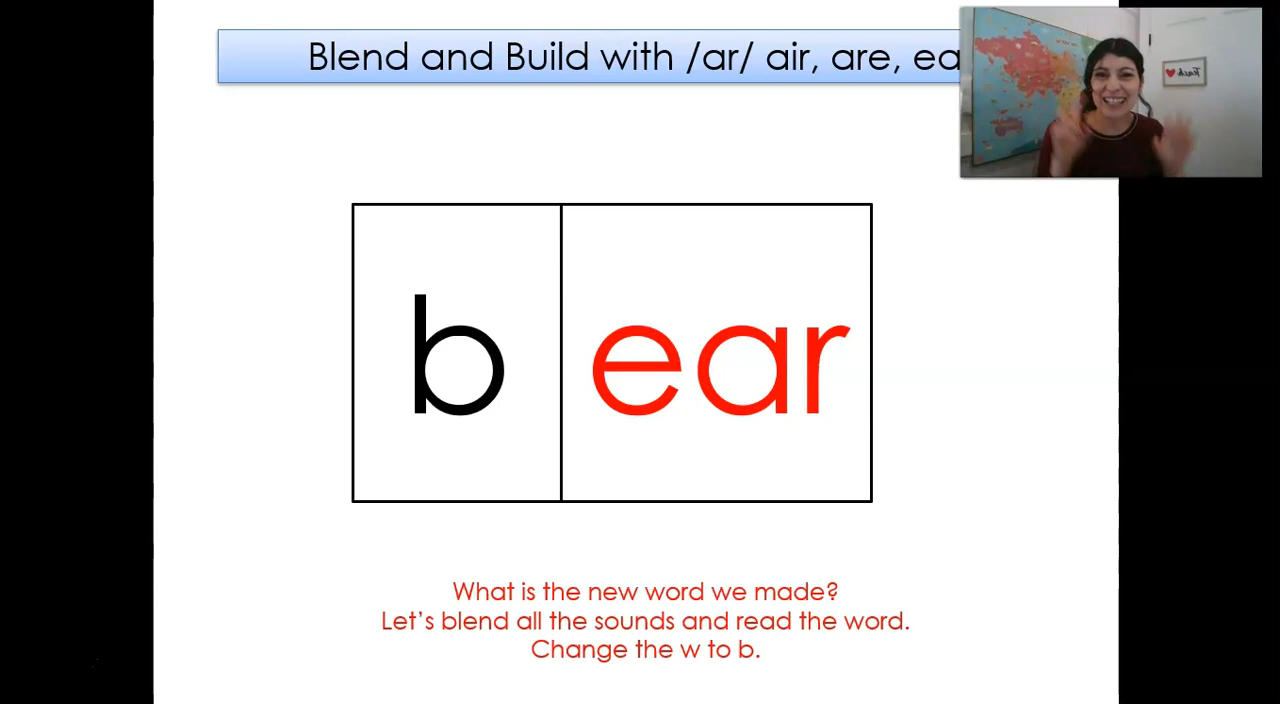 Blend and Build with /ar/ air, are, ea
b ear
What is the new word we made?
Let's blend all the sounds and read the word.
Change the w to b.